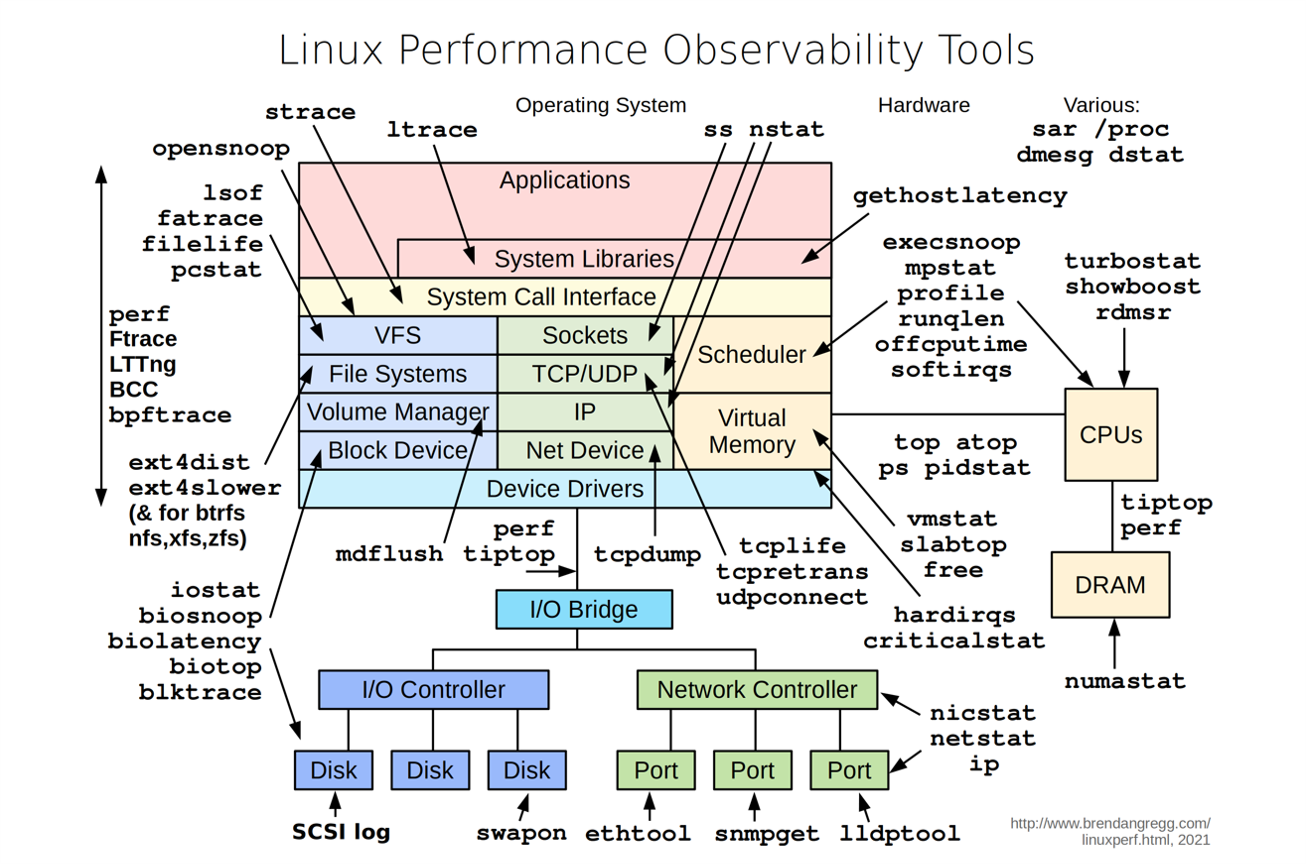 Linux Performance Observability Tools
Operating System
Hardware
Various:
sar /proc
dmesg dstat
strace
ltrace
ss nstat
opensnoop
lsof
fatrace
filelife
pcstat
gethostlatency
Applications
System Libraries
System Call Interface
VFS
Sockets
Scheduler
File Systems
TCP/UDP
Volume Manager
IP
Virtual
Memory
Block Device
Net Device
Device Drivers
execsnoop
mpstat
profile
runqlen
offcputime
softirqs
turbostat
showboost
rdmsr
CPUs
perf
Ftrace
LTTng
BCC
bpftrace
top atop
ps pidstat
ext4dist
ext4slower
(& for btrfs
nfs,xfs,zfs)
tiptop
perf
DRAM
mdflush
perf
tiptop
tcpdump
tcplife
tcpretrans
udpconnect
vmstat
slabtop
free
hardirqs
criticalstat
numastat
iostat
biosnoop
biolatency
biotop
blktrace
I/O Bridge
I/O Controller
Network Controller
nicstat
netstat
ip
Disk
Disk
Disk
Port
Port
Port
SCSI log
swapon
ethtool
snmpget
lldptool
http://www.brendangregg.com/
linuxperf.html, 2021